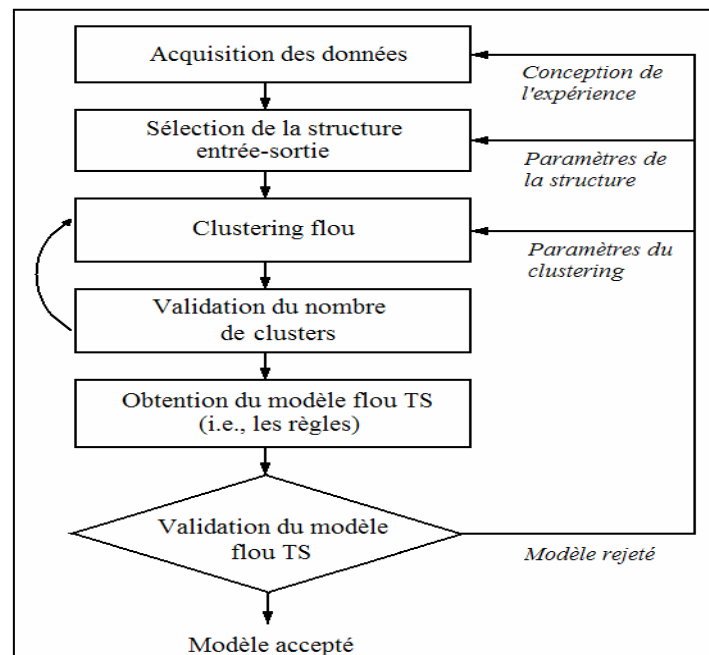 Acquisition des données
Conception de
l'expérience
Sélection de la structure
entrée-sortie
Paramètres de
la structure
Clustering flou
Paramètres du
clustering
Validation du nombre
de clusters
Obtention du modèle flou TS
(i.e., les règles)
Validation du modèle
flou TS
Modèle rejeté
Modèle accepté